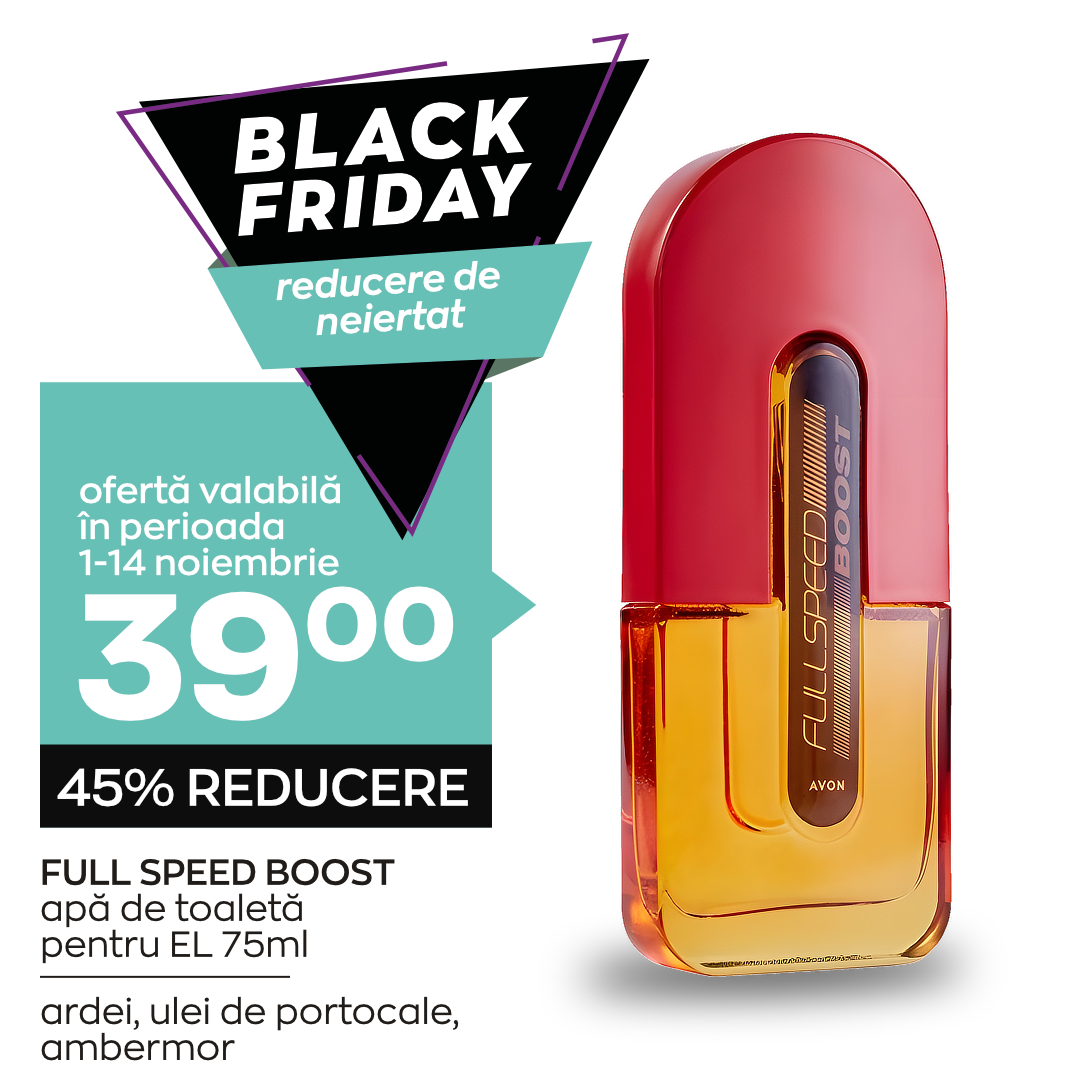 BLACK
FRIDAY
reducere de
neiertat
ofertă valabilă
în perioada
1-14 noiembrie
39⁰⁰
45% REDUCERE
FULL SPEED BOOST
apă de toaletă
pentru EL 75ml
ardei, ulei de portocale,
ambermor
FULL SPEED
BOOST
AVON